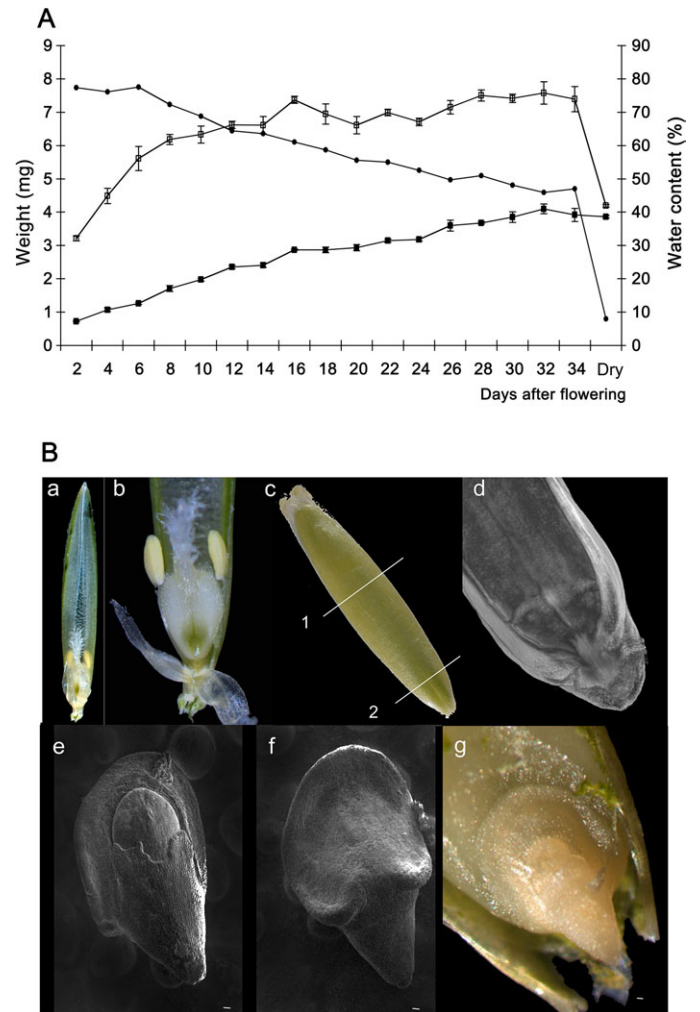 A
9 90
8 80
7 70
6 60
5 50
4 40
3 30
2 20
1 10
0 0
Weight (mg)
Water content (%)
2 4 6 8 10 12 14 16 18 20 22 24 26 28 30 32 34 Dry
Days after flowering
B
a b c d
1
2
e f g